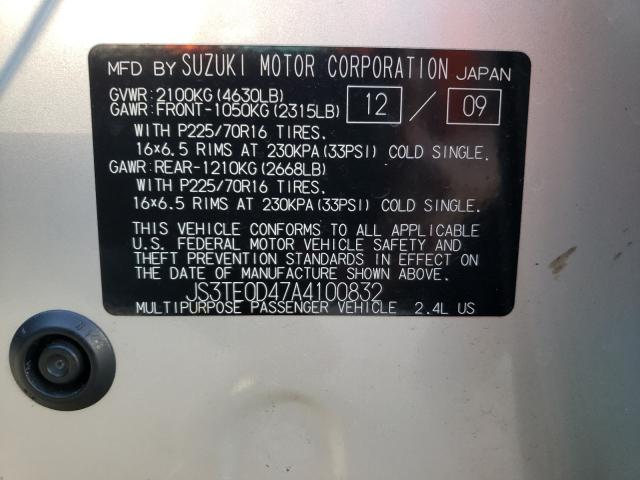 MFD BY SUZUKI MOTOR CORPORATION JAPAN
GVWR:2100KG(4630LB)
GAWR:FRONT-1050KG(2315LB) 12 / 09
WITH P225/70R16 TIRES.
16×6.5 RIMS AT 230KPA(33PSI) COLD SINGLE.
GAWR:REAR-1210KG(2668LB)
WITH P225/70R16 TIRES.
16×6.5 RIMS AT 230KPA(33PSI) COLD SINGLE.
THIS VEHICLE CONFORMS TO ALL APPLICABLE
U.S. FEDERAL MOTOR VEHICLE SAFETY AND
THEFT PREVENTION STANDARDS IN EFFECT ON
THE DATE OF MANUFACTURE SHOWN ABOVE.
JS3TE0D47A4100832
MULTIPURPOSE PASSENGER VEHICLE 2.4L US